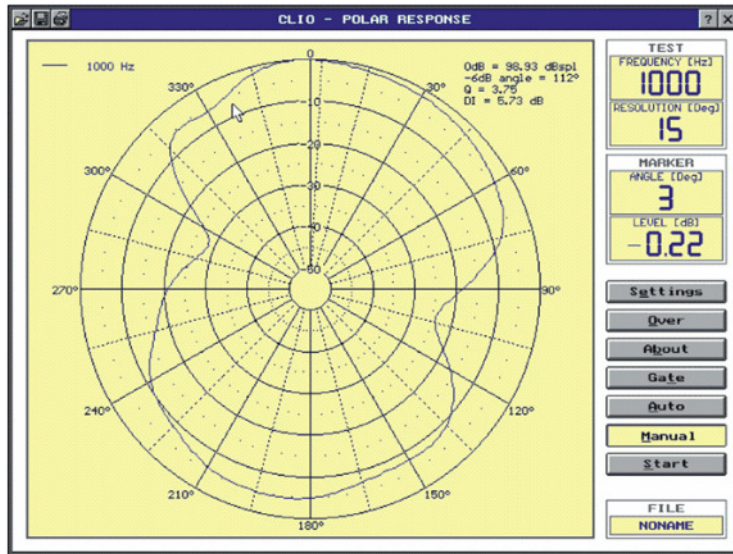 CLIO - POLAR RESPONSE
? X
1000 Hz
0dB = 98.93 dBspl
-6dB angle = 112°
Q = 3.75
DI = 5.73 dB
0
330°
30°
-10
300°
-20
60°
-30
-40
-50
270°
90°
240°
120°
210°
150°
180°
TEST
FREQUENCY [Hz]
1000
RESOLUTION [Deg]
15
MARKER
ANGLE [Deg]
3
LEVEL [dB]
-0.22
Settings
Over
About
Gate
Auto
Manual
Start
FILE
NONAME